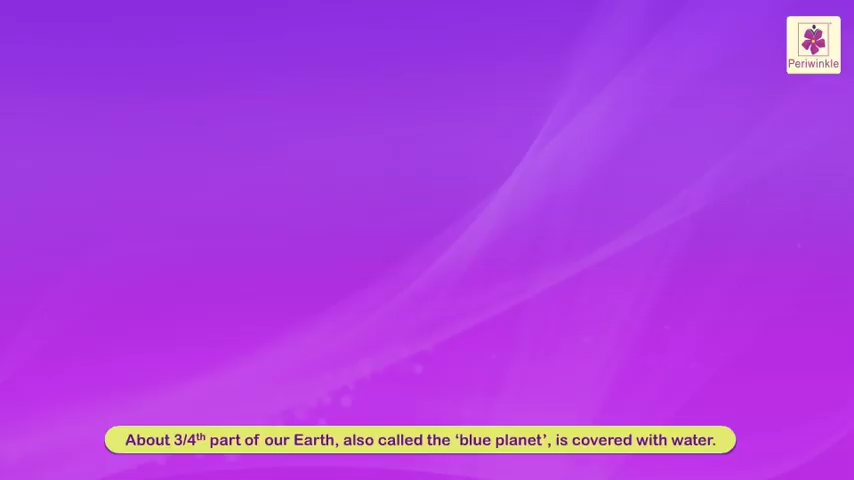 Periwinkle
About 3/4th part of our Earth, also called the ‘blue planet’, is covered with water.